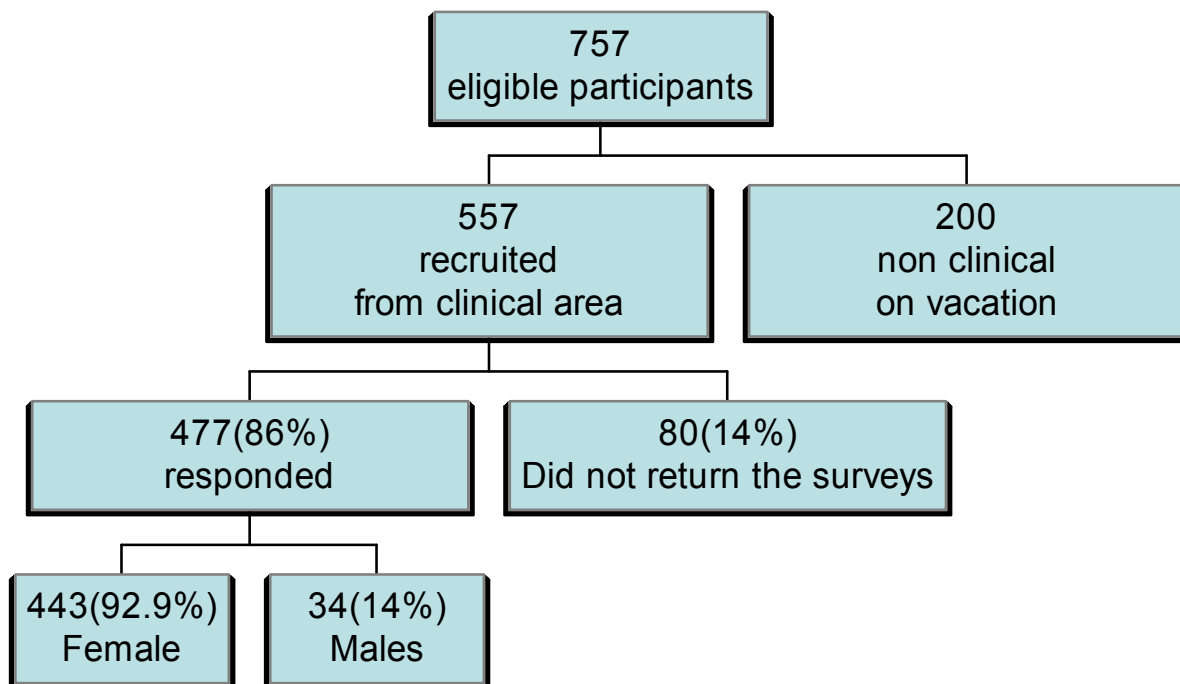 757
eligible participants
557
recruited
from clinical area
200
non clinical
on vacation
477(86%)
responded
80(14%)
Did not return the surveys
443(92.9%)
Female
34(14%)
Males